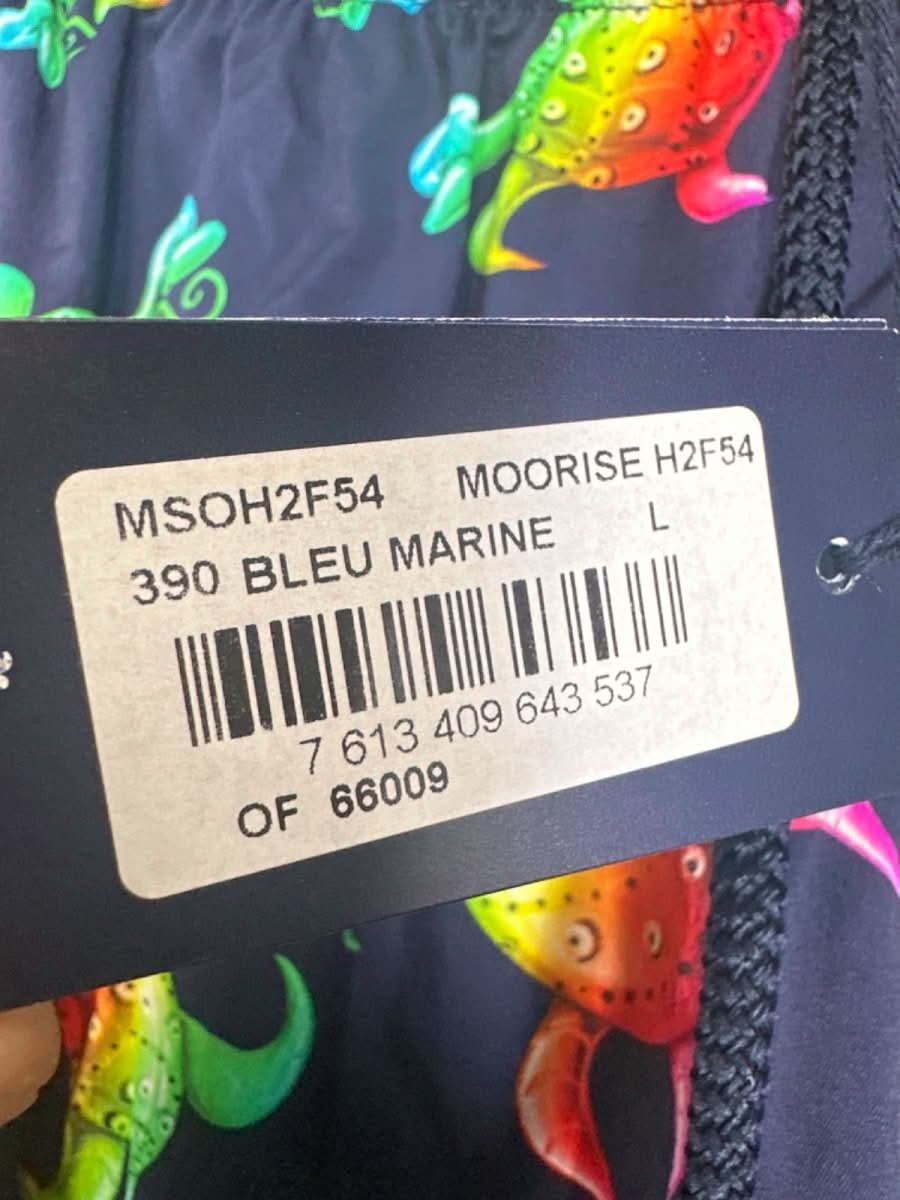 MSOH2F54 MOORISE H2F54
390 BLEU MARINE L
7 613 409 643 537
OF 66009